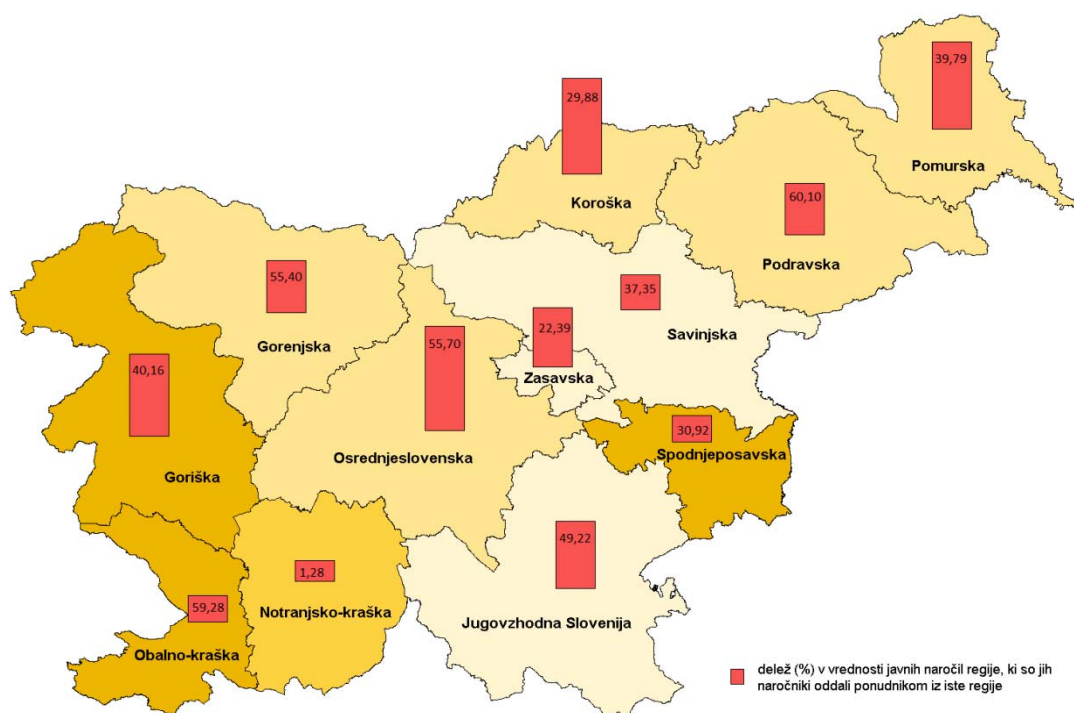 39,79
Pomurska
29,88
Koroška
60,10
Podravska
55,40
Gorenjska
37,35
Savinjska
22,39
Zasavska
55,70
Osrednjeslovenska
40,16
Goriška
30,92
Spodnjeposavska
49,22
Jugovzhodna Slovenija
1,28
Notranjsko-kraška
59,28
Obalno-kraška
delež (%) v vrednosti javnih naročil regije, ki so jih
naročniki oddali ponudnikom iz iste regije